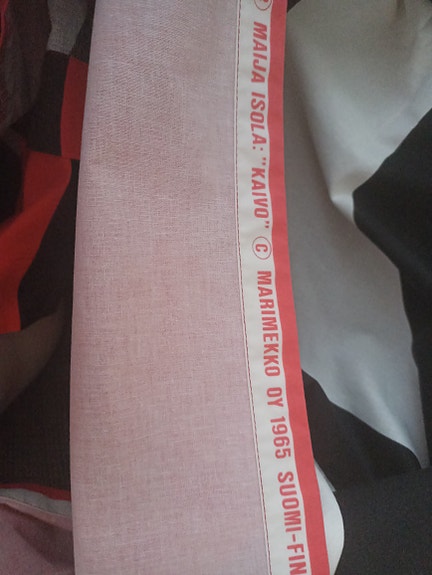 MAIJA ISOLA: "KAIVO" © MARIMEKKO OY 1965 SUOMI-FIN